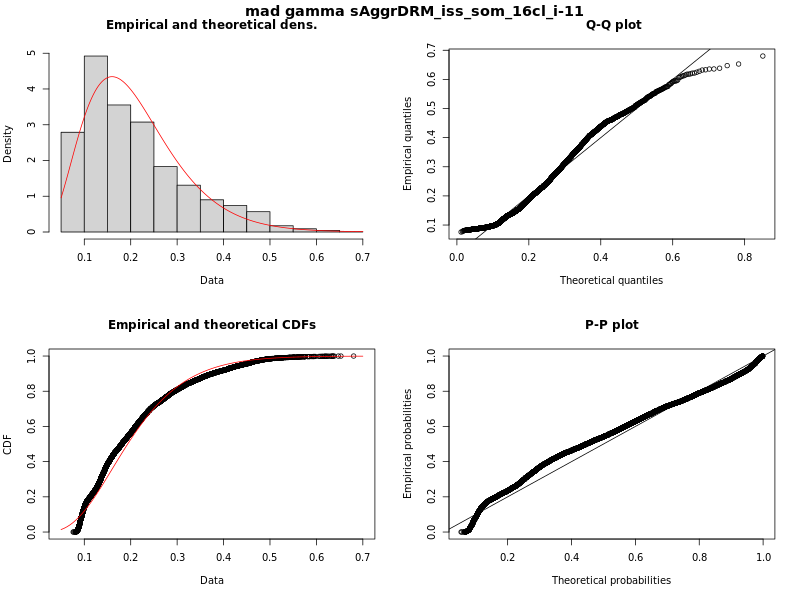 mad gamma sAggrDRM_iss_som_16cl_i-11
Empirical and theoretical dens.
Density
0 1 2 3 4 5
0.1 0.2 0.3 0.4 0.5 0.6 0.7
Data
Q-Q plot
Empirical quantiles
0.1 0.2 0.3 0.4 0.5 0.6 0.7
0.0 0.2 0.4 0.6 0.8
Theoretical quantiles
Empirical and theoretical CDFs
CDF
0.0 0.2 0.4 0.6 0.8 1.0
0.1 0.2 0.3 0.4 0.5 0.6 0.7
Data
P-P plot
Empirical probabilities
0.0 0.2 0.4 0.6 0.8 1.0
0.2 0.4 0.6 0.8 1.0
Theoretical probabilities